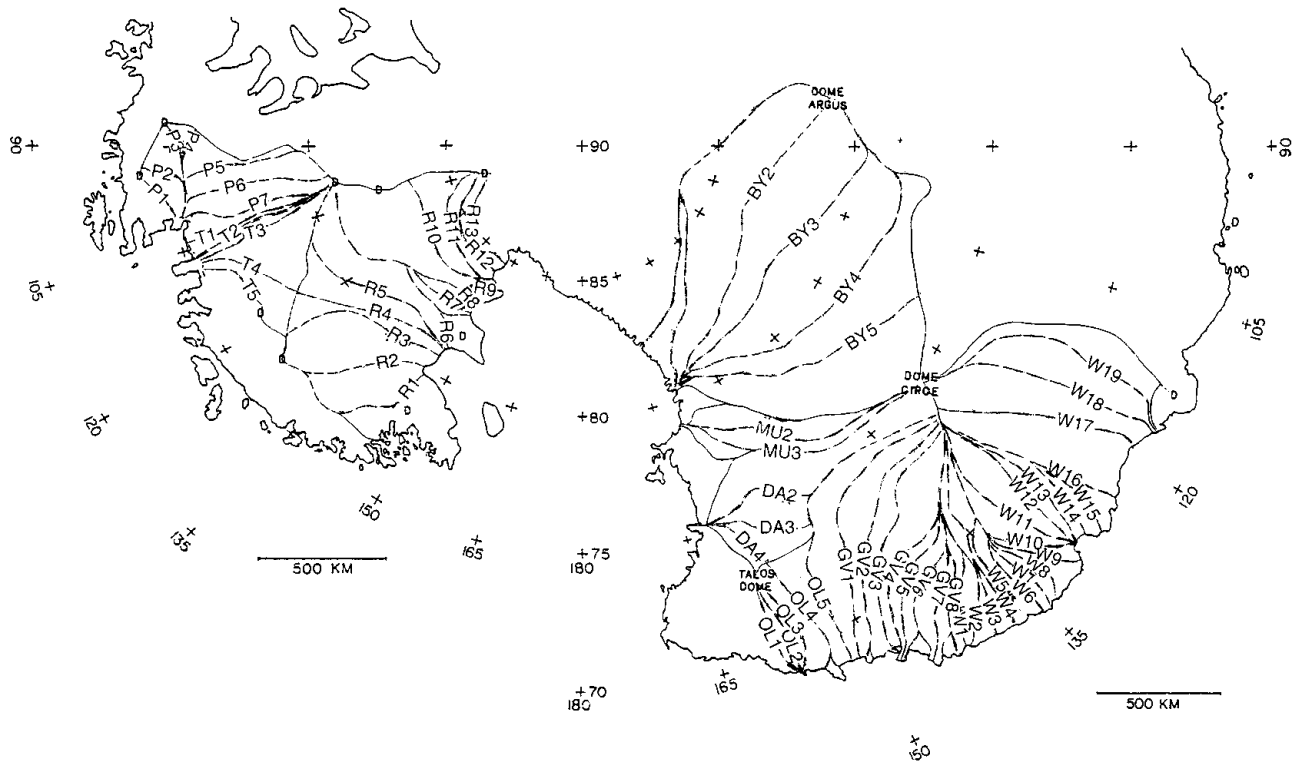 DOME
ARGUS
90
+90
90
P3
P4
P2
P1
P5
P6
P7
T1
T2
T3
T4
T5
R10
R11
R13
R12
R9
R8
R7
R6
R5
R4
R3
R2
R1
BY2
BY3
BY4
BY5
105
+85
105
DOME
CIRCE
W19
W18
W17
W16
W15
W14
W13
W12
W11
W10
W9
W8
W7
W6
W5
W4
W3
W2
W1
120
+80
180
MU2
MU3
120
DA2
DA3
DA4
150
135
165
500 KM
+75
180
TALOS
DOME
OL1
OL2
OL3
OL4
OL5
GV1
GV2
GV3
GV4
GV5
GV6
GV7
GV8
135
165
+70
180
500 KM
150